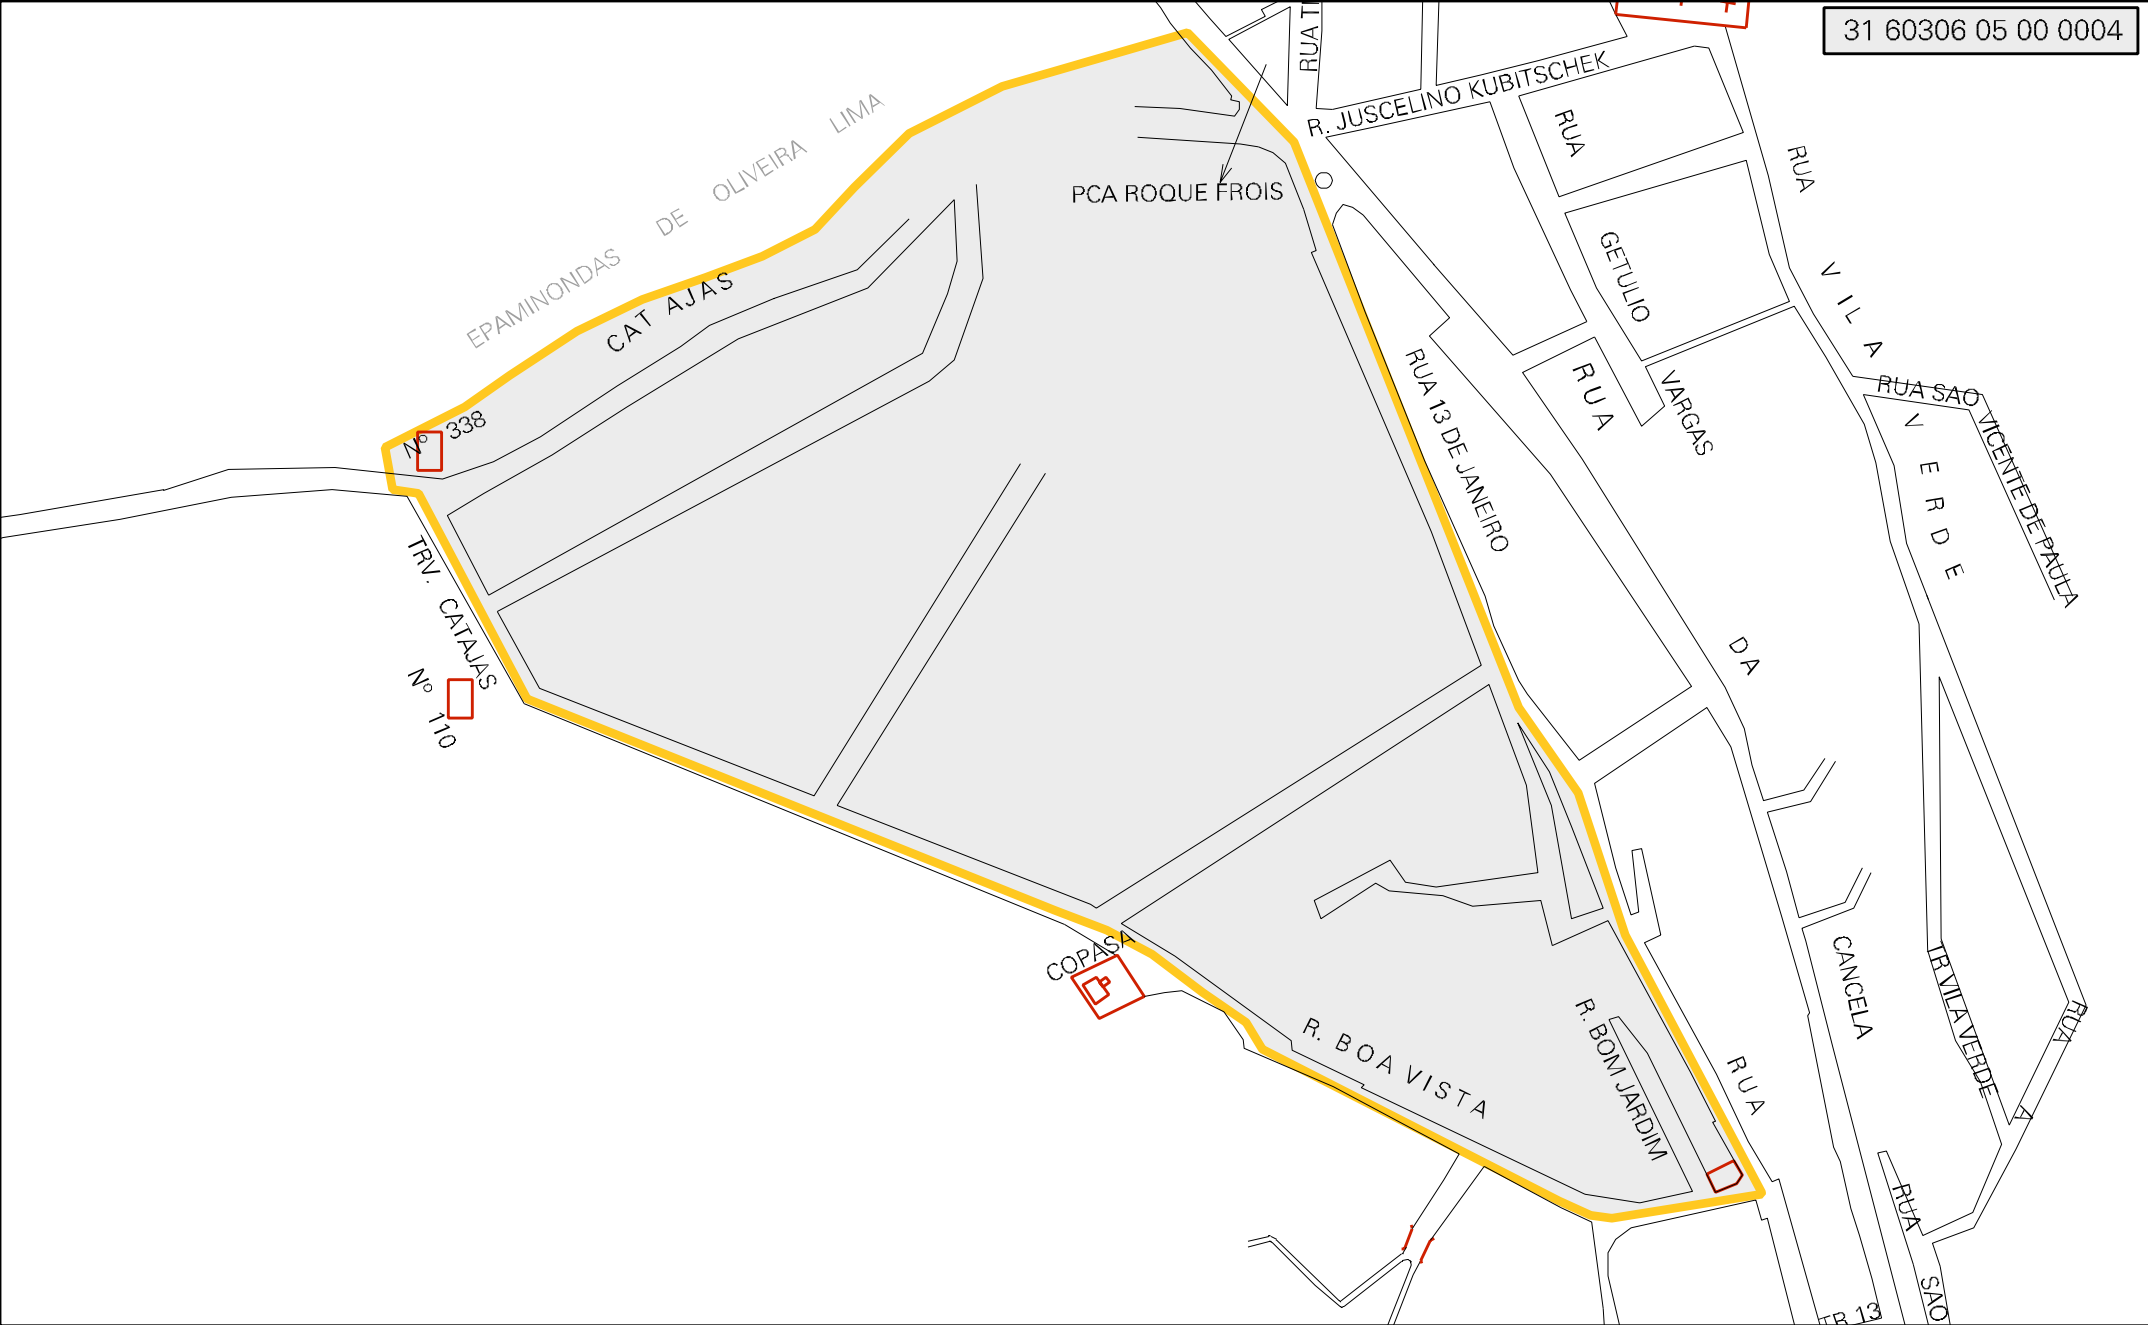 31 60306 05 00 0004
R. JUSCELINO KUBITSCHEK
EPAMINONDAS DE OLIVEIRA LIMA
CAT AJAS
PCA ROQUE FROIS
RUA
GETULIO
VARGAS
RUA
VILA
VERDE
RUA SAO
VICENTE DE PAULA
RUA 13 DE JANEIRO
RUA
DA
CANCELA
Nº 338
TRV. CATAJAS
Nº 110
COPASA
R. BOA VISTA
R. BOM JARDIM
RUA
TR VILA VERDE
RUA
A
RUA
SAO
TR 13